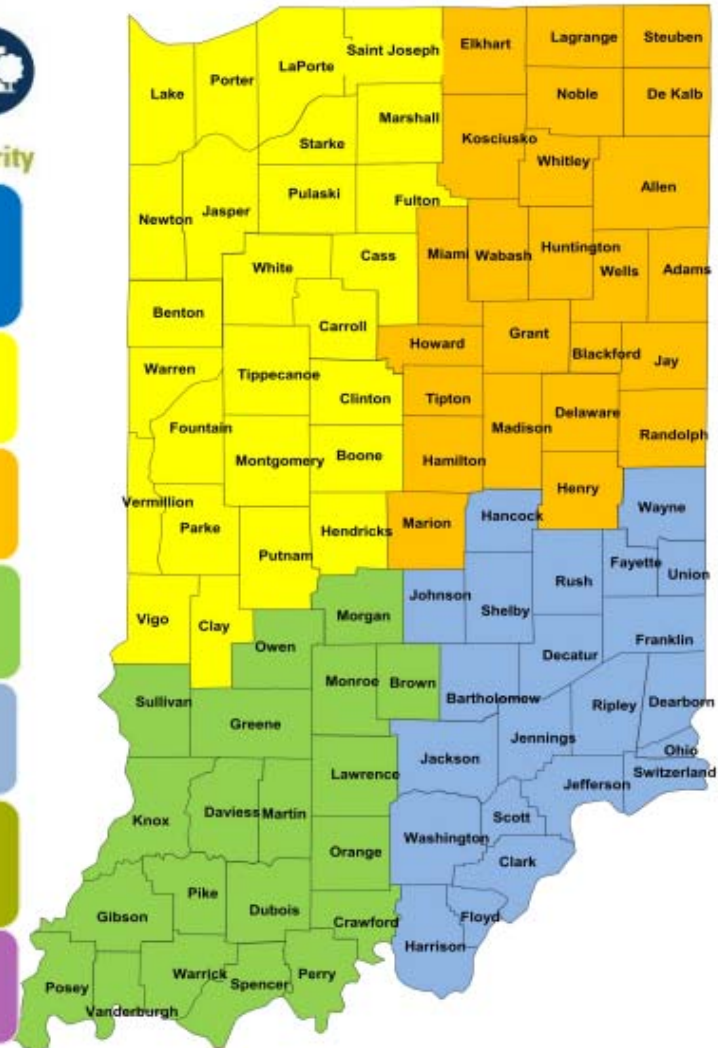 rity
Lake
Porter
LaPorte
Saint Joseph
Elkhart
Lagrange
Steuben
Noble
De Kalb
Marshall
Starke
Kosciusko
Whitley
Allen
Newton
Jasper
Pulaski
Fulton
White
Cass
Miami
Wabash
Huntington
Wells
Adams
Benton
Carroll
Howard
Grant
Blackford
Jay
Warren
Tippecanoe
Clinton
Tipton
Madison
Delaware
Randolph
Fountain
Montgomery
Boone
Hamilton
Henry
Vermillion
Parke
Putnam
Hendricks
Marion
Hancock
Wayne
Vigo
Clay
Owen
Morgan
Johnson
Shelby
Rush
Fayette
Union
Franklin
Decatur
Sullivan
Greene
Monroe
Brown
Bartholomew
Jennings
Ripley
Dearborn
Ohio
Switzerland
Jefferson
Jackson
Lawrence
Knox
Daviess
Martin
Orange
Washington
Scott
Clark
Gibson
Pike
Dubois
Crawford
Floyd
Harrison
Posey
Vanderburgh
Warrick
Spencer
Perry